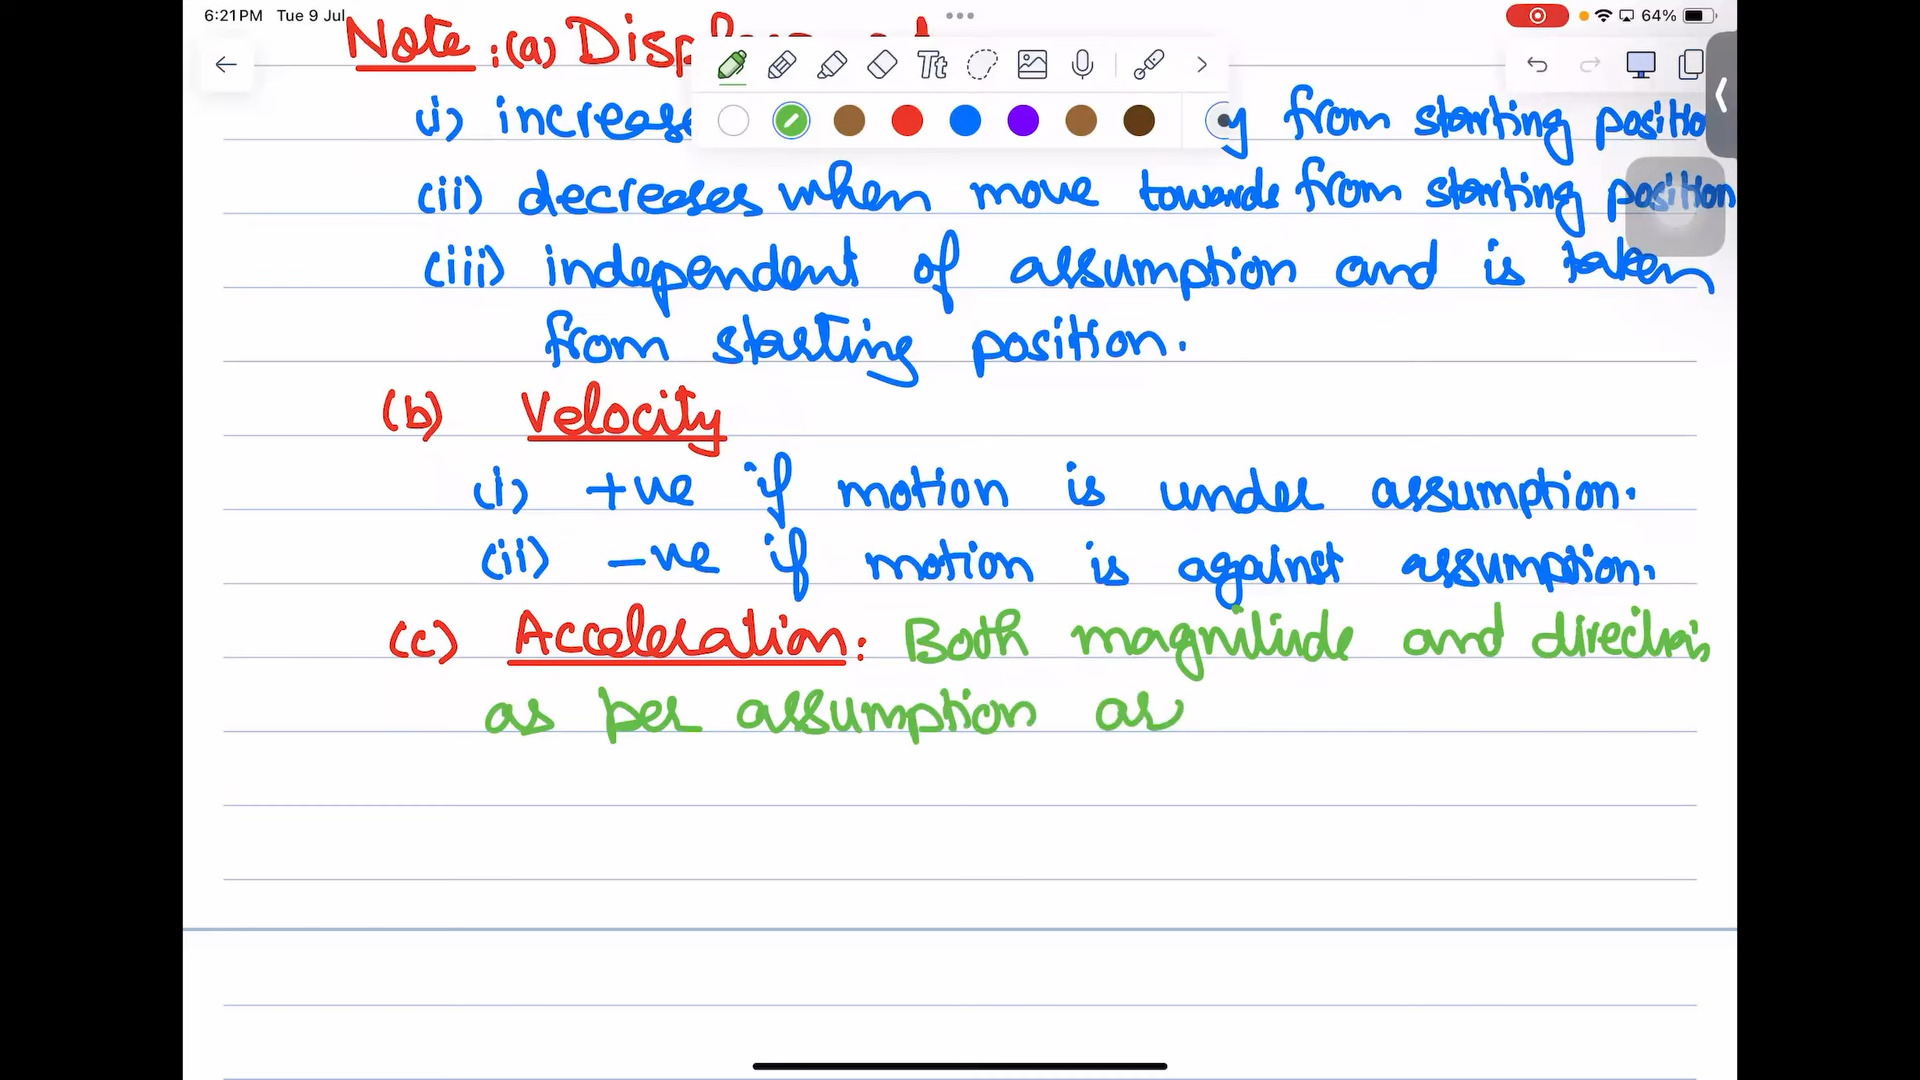 6:21 PM Tue 9 Jul
64%
Note :(a) Disp
Tt
(i) increase y from starting positio
(ii) decreases when move towards from starting position
(iii) independent of assumption and is taken
from starting position.
(b) Velocity
(i) +ve if motion is under assumption.
(ii) -ve if motion is against assumption.
(c) Acceleration: Both magnitude and direction
as per assumption as